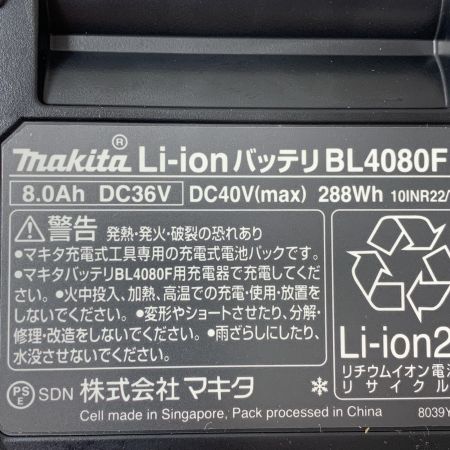 makita® Li-ion バッテリ BL4080F
8.0Ah DC36V DC40V(max) 288Wh 10INR22/
⚠警告 発熱・発火・破裂の恐れあり
●マキタ充電式工具専用の充電式電池パックです。
●マキタバッテリBL4080F用充電器で充電してくだ
さい。●火中投入、加熱、高温での充電・使用・放置を
しないでください。●変形やショートさせたり、分解・
修理・改造をしないでください。●雨ざらしにしたり、
水没させないでください。
Li-ion2
リチウムイオン電
リサイクル
PSE SDN 株式会社 マキタ
Cell made in Singapore, Pack processed in China
8039Y